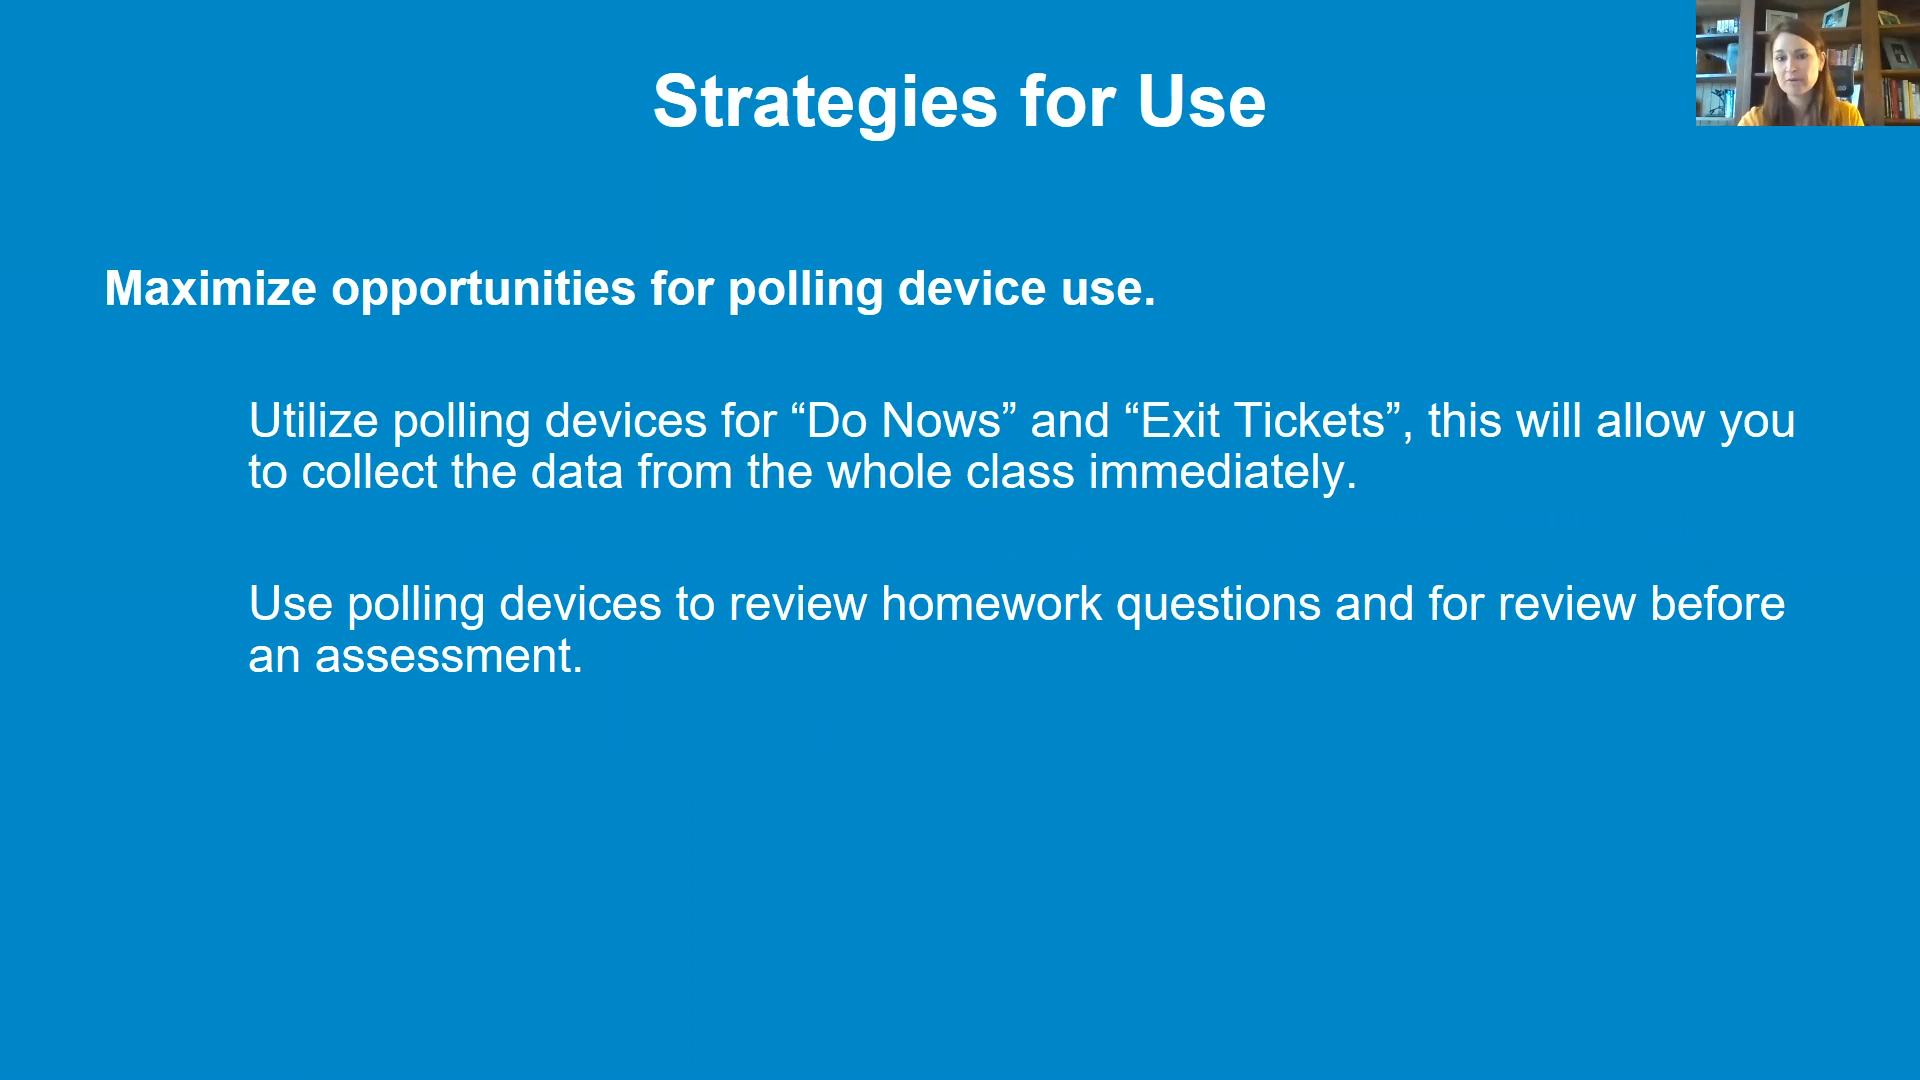 Strategies for Use
Maximize opportunities for polling device use.
Utilize polling devices for “Do Nows” and “Exit Tickets”, this will allow you
to collect the data from the whole class immediately.
Use polling devices to review homework questions and for review before
an assessment.